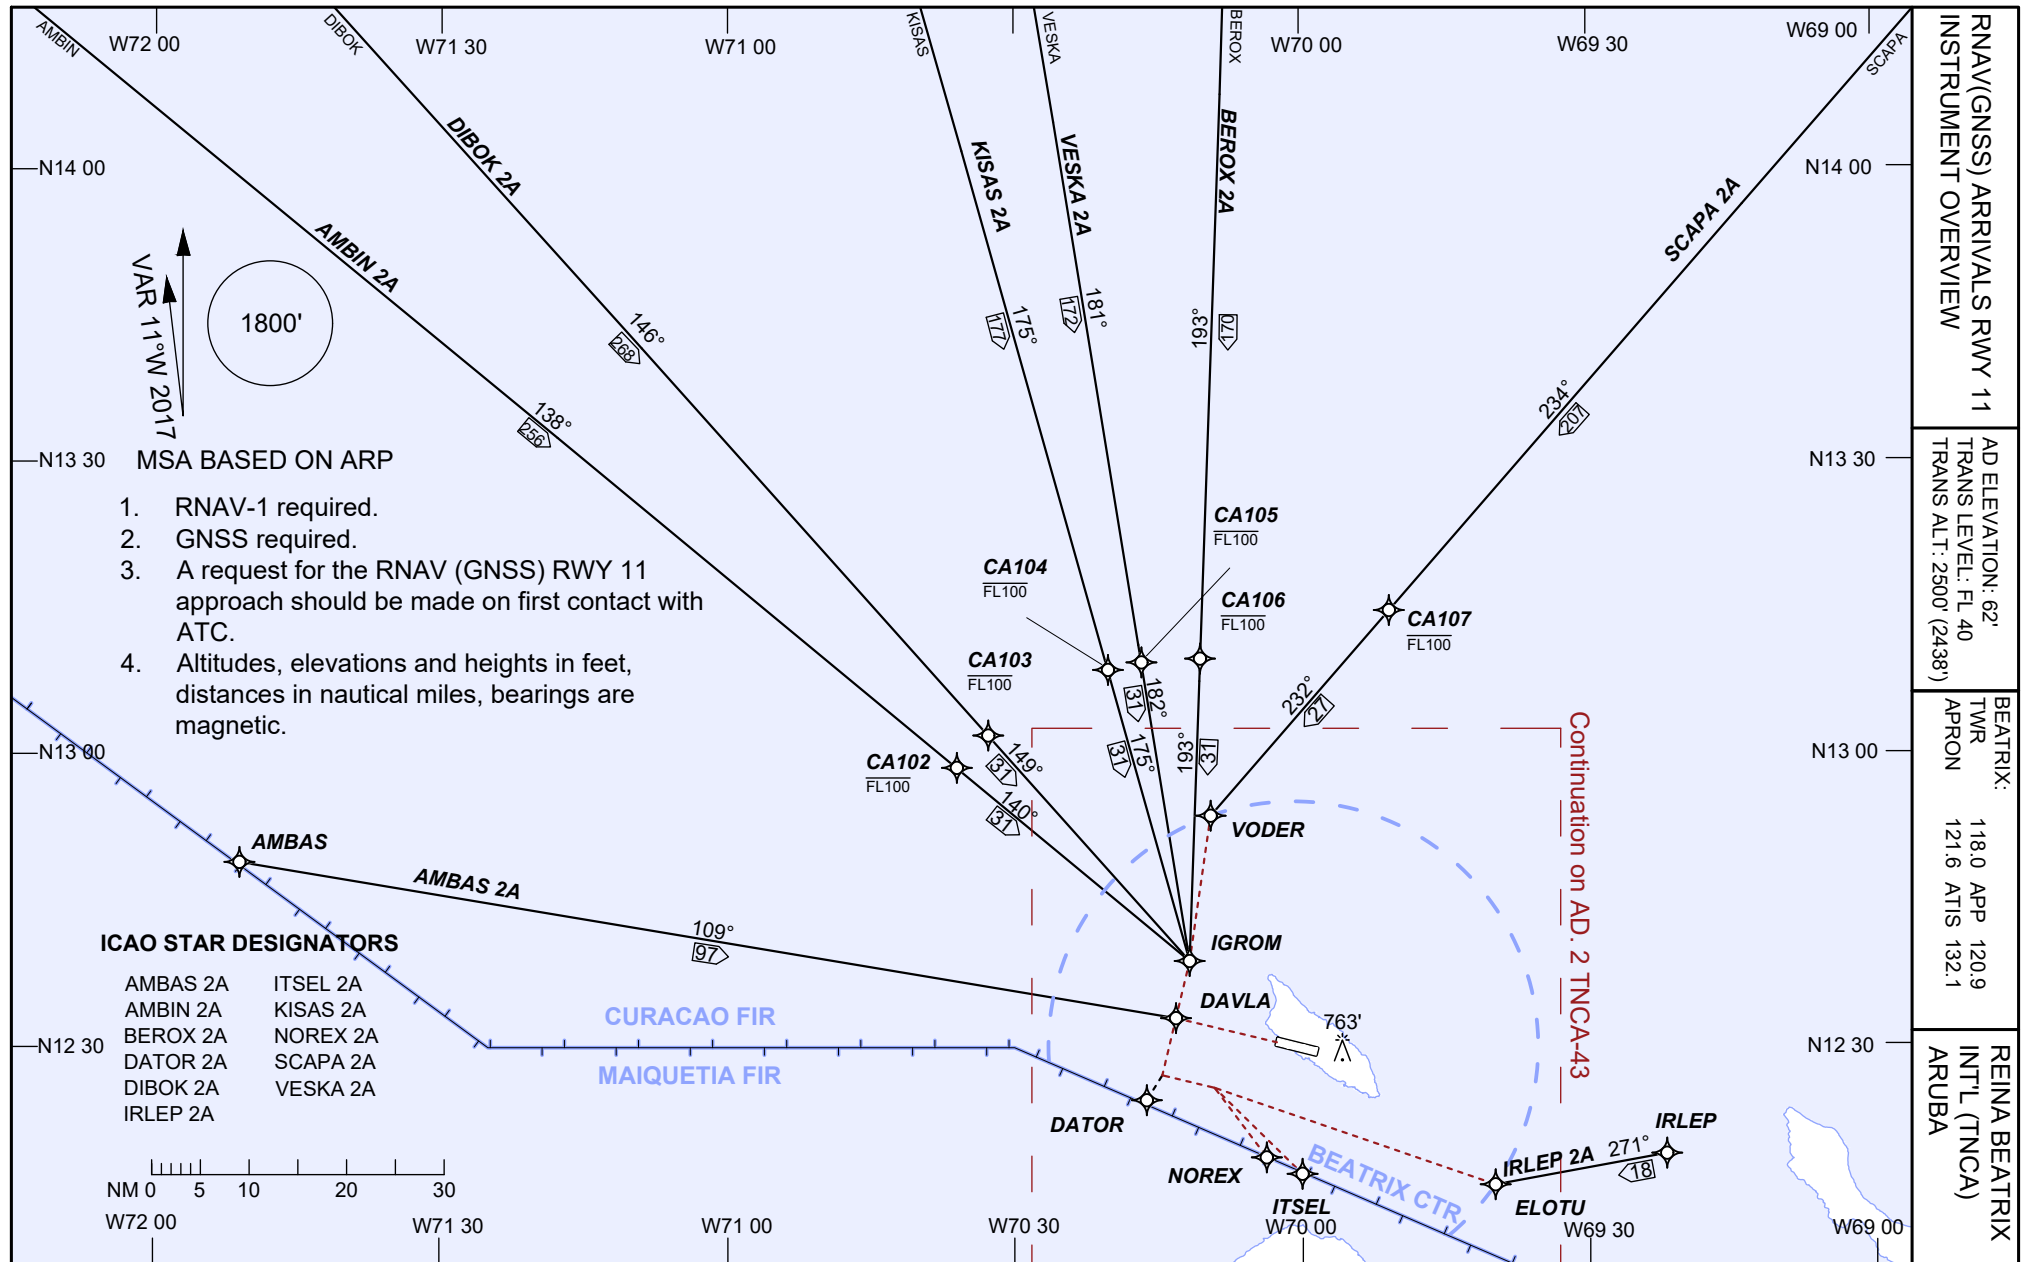 AMBIN
W72 00
DIBOK
W71 30
W71 00
KISAS
VESKA
BEROX
W70 00
W69 30
W69 00
SCAPA
N14 00
N14 00
DIBOK 2A
KISAS 2A
VESKA 2A
BEROX 2A
SCAPA 2A
AMBIN 2A
VAR 11°W 2017
1800'
146°
268
175°
177
181°
172
193°
170
234°
207
138°
256
N13 30
N13 30
MSA BASED ON ARP
1. RNAV-1 required.
2. GNSS required.
3. A request for the RNAV (GNSS) RWY 11
approach should be made on first contact with
ATC.
4. Altitudes, elevations and heights in feet,
distances in nautical miles, bearings are
magnetic.
CA105
FL100
CA104
FL100
CA106
FL100
CA107
FL100
CA103
FL100
CA102
FL100
182°
31
175°
31
193°
31
232°
27
149°
31
140°
31
N13 00
N13 00
VODER
AMBAS
AMBAS 2A
109°
97
IGROM
DAVLA
763'
Continuation on AD. 2 TNCA-43
ICAO STAR DESIGNATORS
AMBAS 2A ITSEL 2A
AMBIN 2A KISAS 2A
BEROX 2A NOREX 2A
DATOR 2A SCAPA 2A
DIBOK 2A VESKA 2A
IRLEP 2A
CURACAO FIR
MAIQUETIA FIR
N12 30
N12 30
DATOR
NOREX
ITSEL
BEATRIX CTR
IRLEP 2A
271°
18
IRLEP
ELOTU
NM 0 5 10 20 30
W72 00
W71 30
W71 00
W70 30
W70 00
W69 30
W69 00
RNAV(GNSS) ARRIVALS RWY 11
INSTRUMENT OVERVIEW
AD ELEVATION: 62'
TRANS LEVEL: FL 40
TRANS ALT: 2500' (2438')
BEATRIX:
TWR 118.0 APP 120.9
APRON 121.6 ATIS 132.1
REINA BEATRIX
INT'L (TNCA)
ARUBA